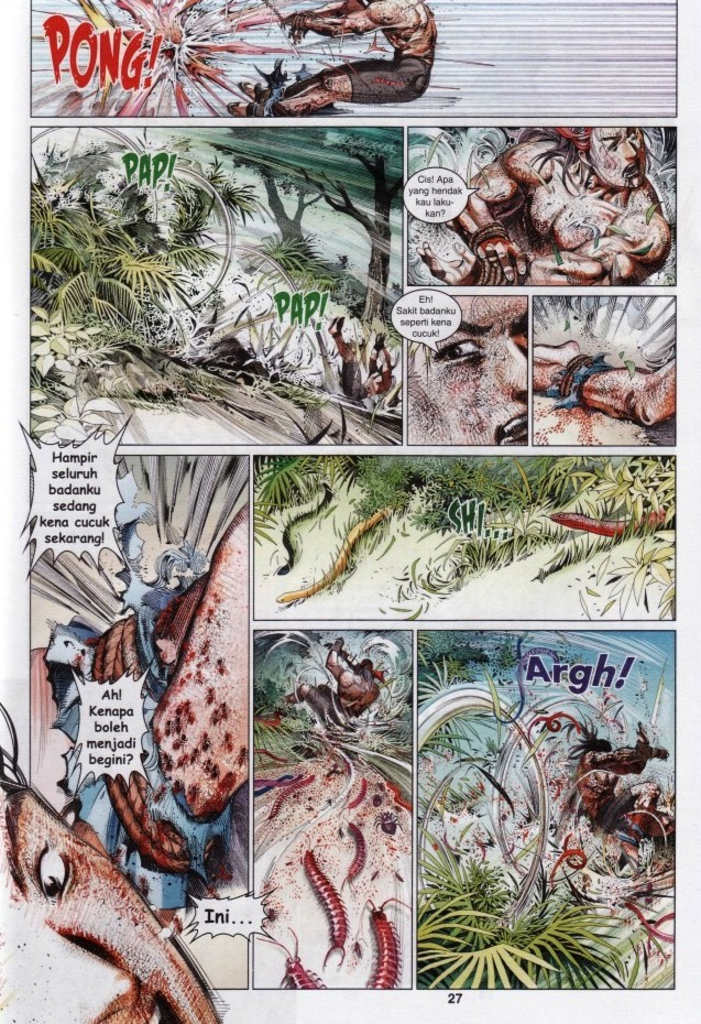 PONG!
PAP!
PAP!
Cis! Apa
yang hendak
kau laku-
kan?
Eh!
Sakit badanku
seperti kena
cucuk!
Hampir
seluruh
badanku
sedang
kena cucuk
sekarang!
SHI...
Ah!
Kenapa
boleh
menjadi
begini?
Ini...
Argh!
27